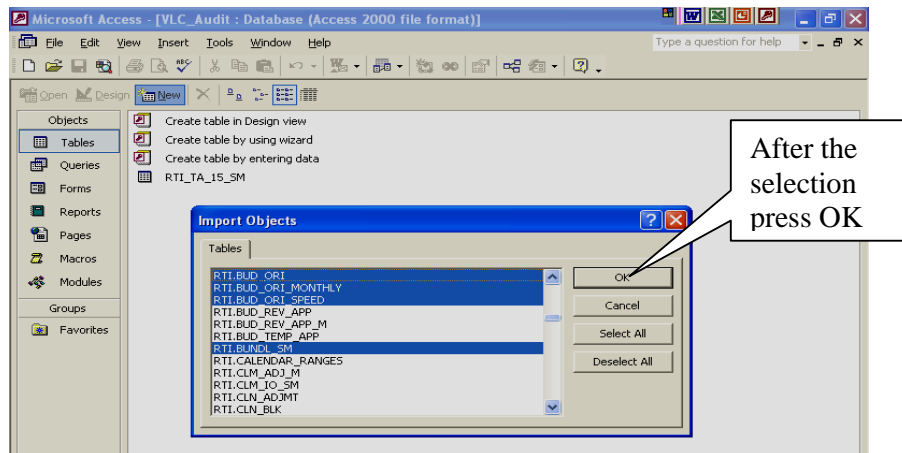 Microsoft Access - [VLC_Audit : Database (Access 2000 file format)]
File Edit View Insert Tools Window Help
Type a question for help
Open Design New
Objects
Tables
Queries
Forms
Reports
Pages
Macros
Modules
Groups
Favorites
Create table in Design view
Create table by using wizard
Create table by entering data
RTI_TA_15_SM
Import Objects
Tables
RTI.BUD_ORI
RTI.BUD_ORI_MONTHLY
RTI.BUD_ORI_SPEED
RTI.BUD_REV_APP
RTI.BUD_REV_APP_M
RTI.BUD_TEMP_APP
RTI.BUNDL_SM
RTI.CALENDAR_RANGES
RTI.CLM_ADJ_M
RTI.CLM_IO_SM
RTI.CLN_ADJMT
RTI.CLN_BLK
OK
Cancel
Select All
Deselect All
After the
selection
press OK